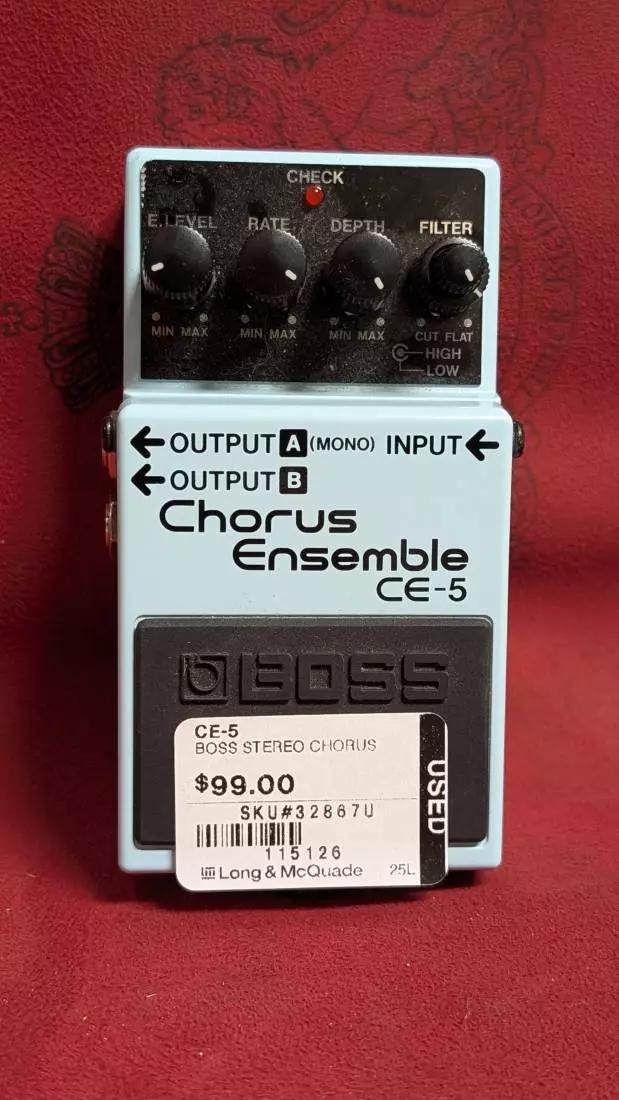 CHECK
E.LEVEL RATE DEPTH FILTER
MIN MAX MIN MAX MIN MAX CUT FLAT
HIGH
LOW
OUTPUT A (MONO) INPUT
OUTPUT B
Chorus
Ensemble
CE-5
BOSS
CE-5
BOSS STEREO CHORUS
$99.00
USED
SKU#32867U
115126
LM Long & McQuade 25L